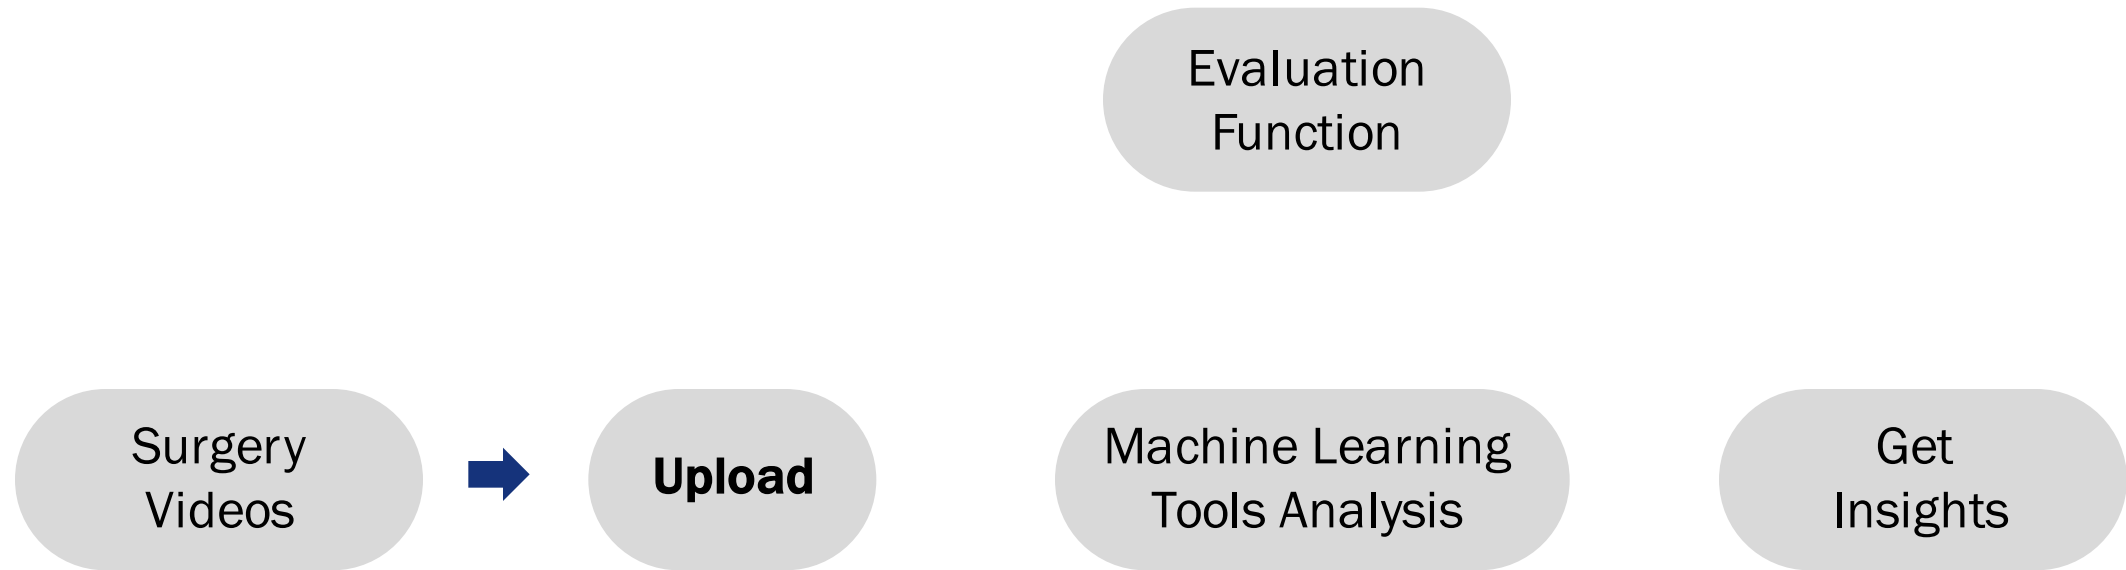 Evaluation
Function
Surgery
Videos
Upload
Machine Learning
Tools Analysis
Get
Insights